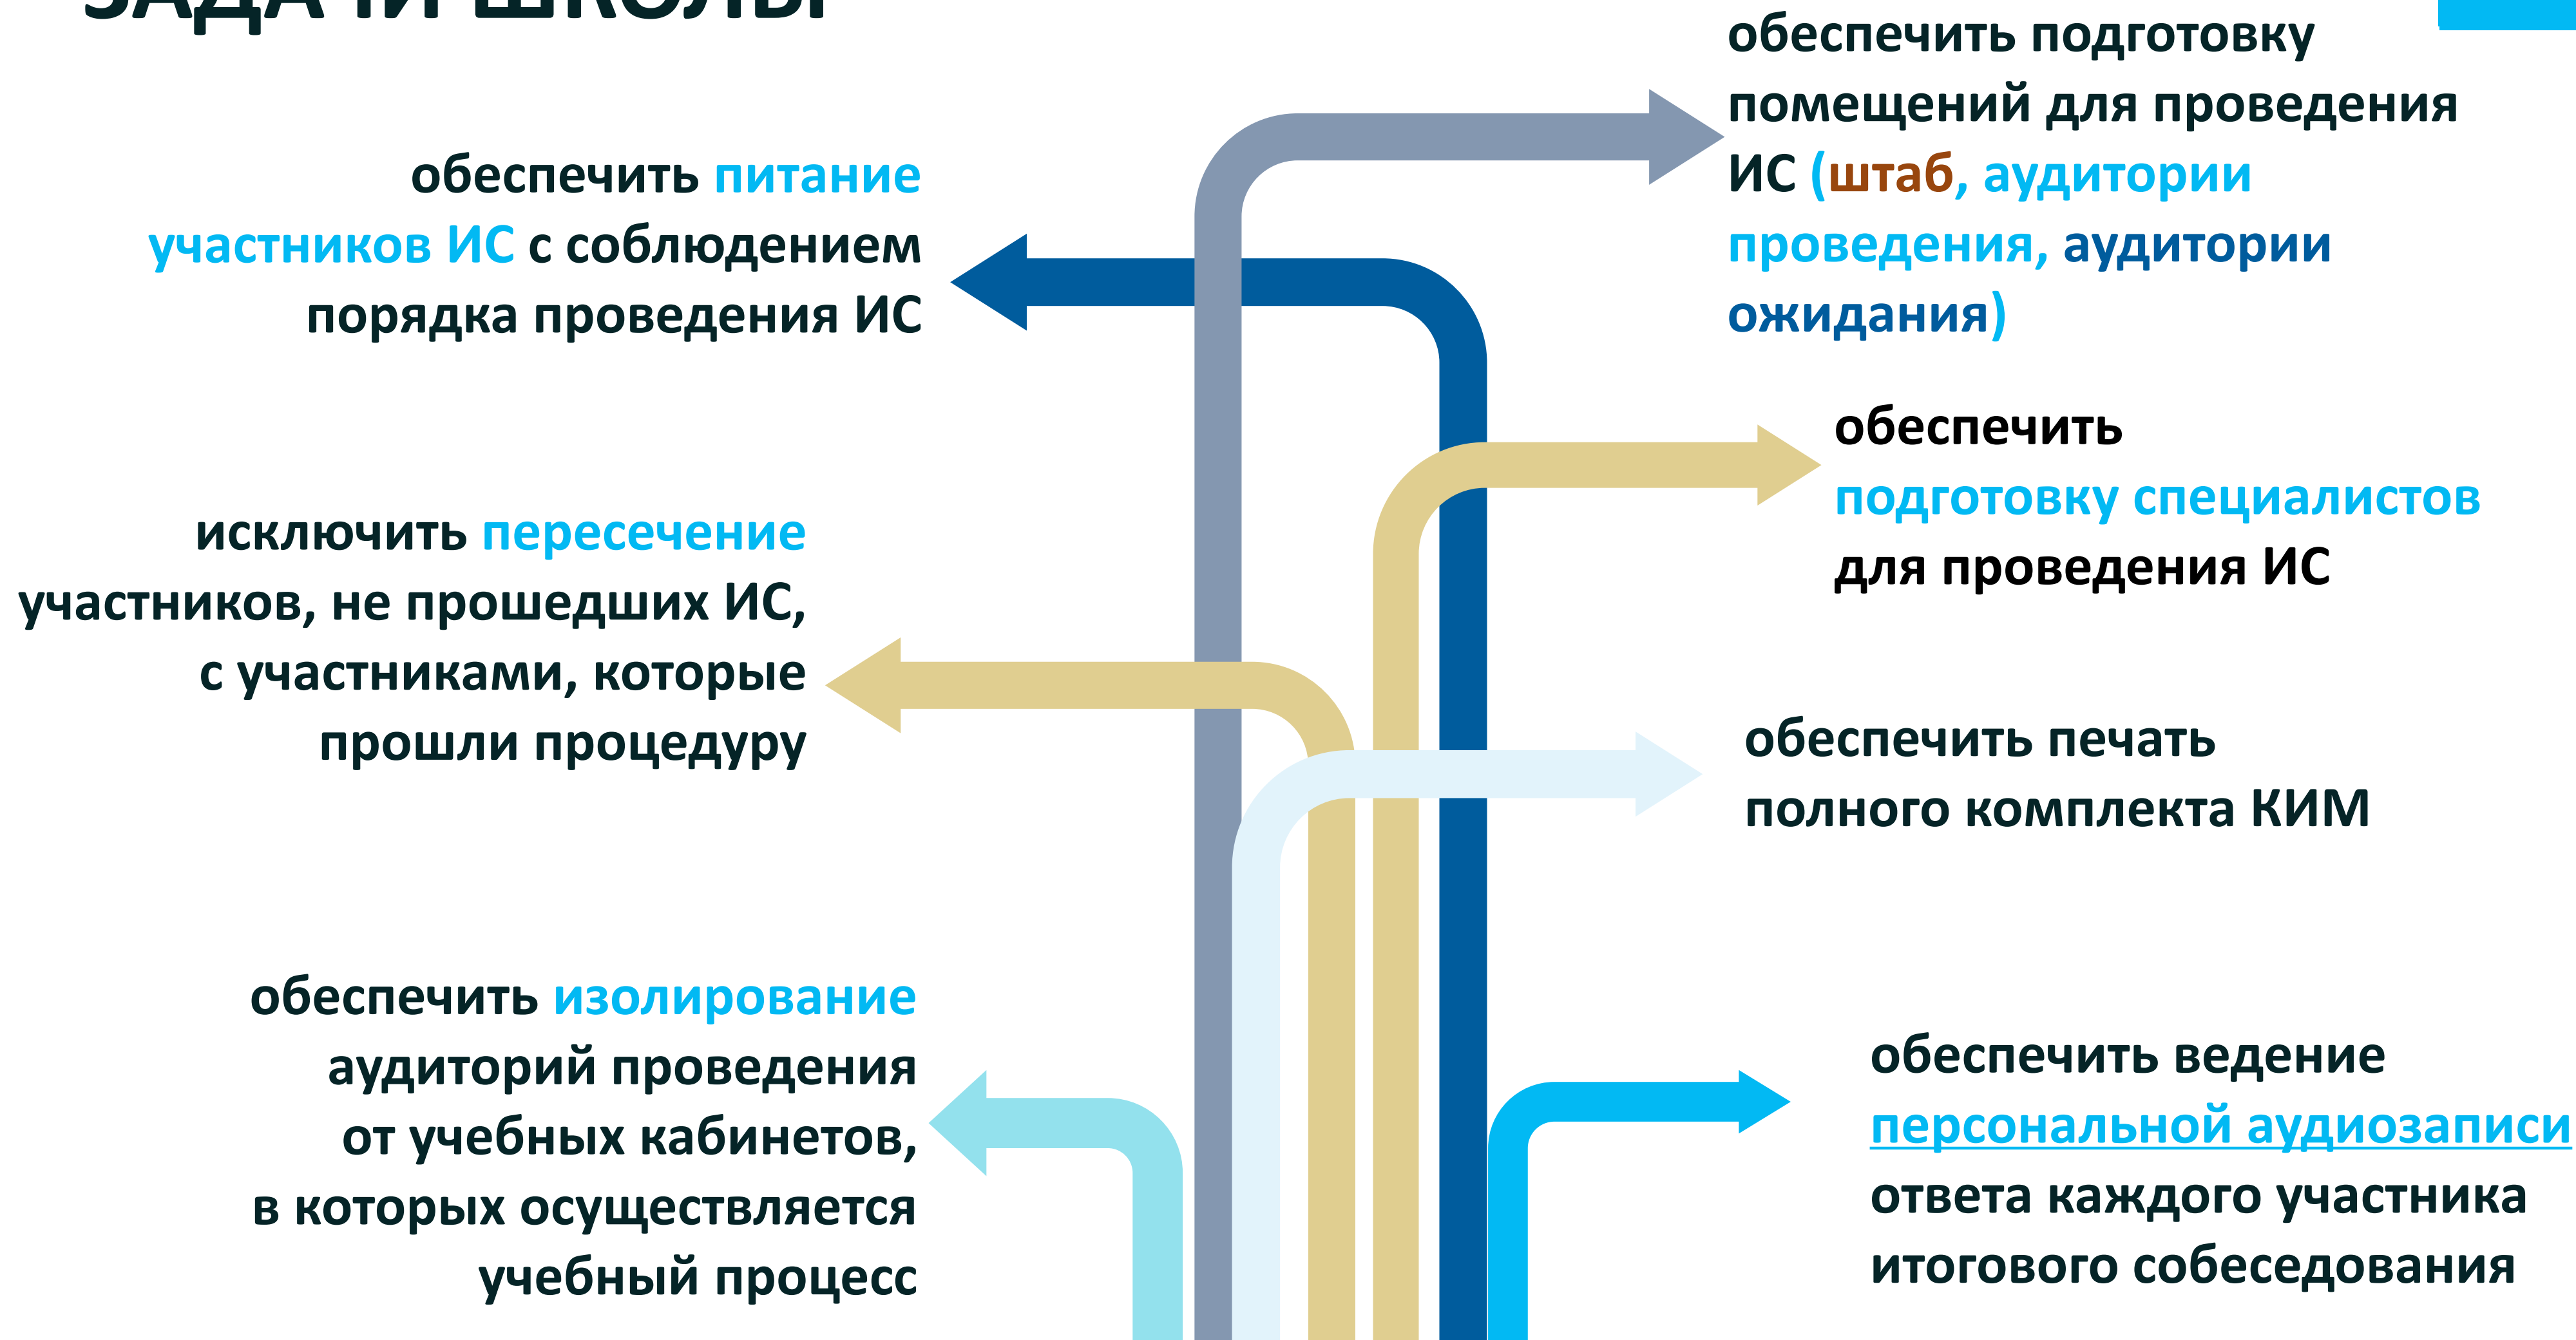 ЗАДАЧИ ШКОЛЫ
обеспечить питание
участников ИС с соблюдением
порядка проведения ИС
исключить пересечение
участников, не прошедших ИС,
с участниками, которые
прошли процедуру
обеспечить изолирование
аудиторий проведения
от учебных кабинетов,
в которых осуществляется
учебный процесс
обеспечить подготовку
помещений для проведения
ИС (штаб, аудитории
проведения, аудитории
ожидания)
обеспечить
подготовку специалистов
для проведения ИС
обеспечить печать
полного комплекта КИМ
обеспечить ведение
персональной аудиозаписи
ответа каждого участника
итогового собеседования